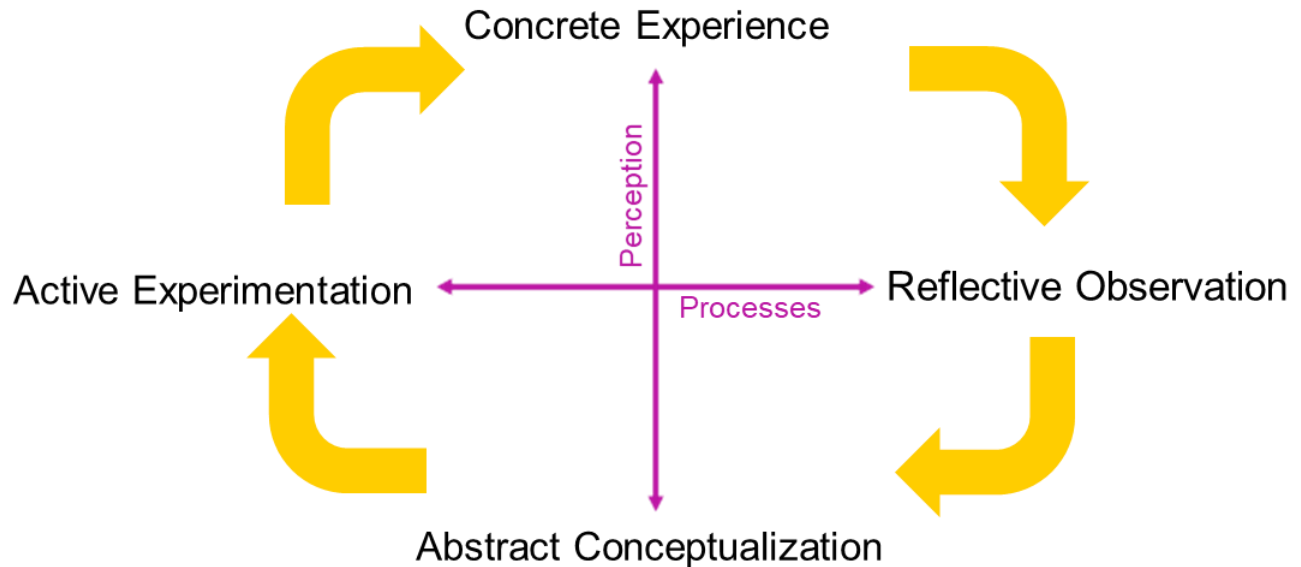 Concrete Experience
Perception
Active Experimentation
Reflective Observation
Processes
Abstract Conceptualization